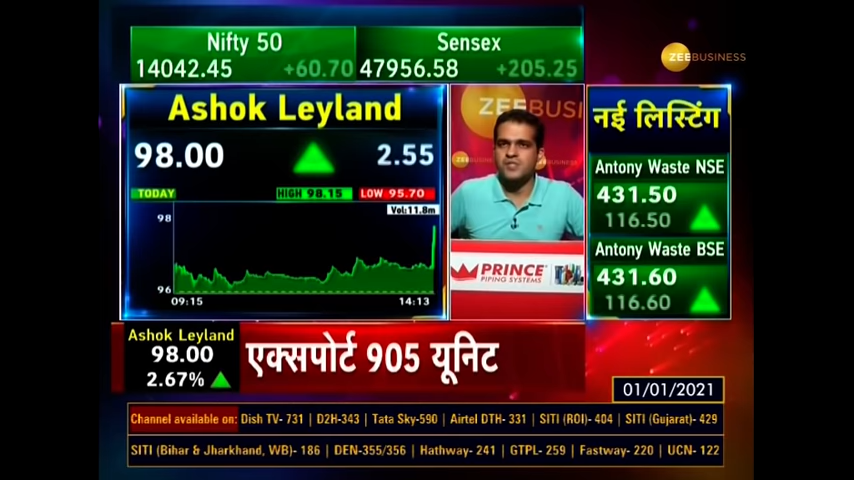 Nifty 50
14042.45 +60.70
Sensex
47956.58 +205.25
ZEEBUSINESS
Ashok Leyland
98.00 2.55
TODAY HIGH 98.15 LOW 95.70
Vol:11.8m
98
96
09:15 14:13
ZEEBUSI
ZEEBUSINESS
PRINCE
PIPING SYSTEMS
नई लिस्टिंग
Antony Waste NSE
431.50
116.50
Antony Waste BSE
431.60
116.60
Ashok Leyland
98.00
2.67%
एक्सपोर्ट 905 यूनिट
01/01/2021
Channel available on: Dish TV- 731 | D2H-343 | Tata Sky-590 | Airtel DTH- 331 | SITI (ROI)- 404 | SITI (Gujarat)- 429
SITI (Bihar & Jharkhand, WB)- 186 | DEN-355/356 | Hathway- 241 | GTPL- 259 | Fastway- 220 | UCN- 122